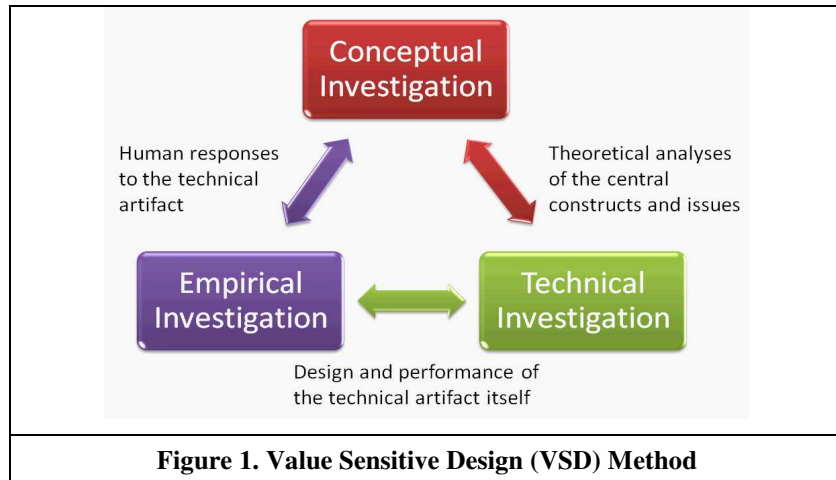 Conceptual
Investigation
Human responses
to the technical
artifact
Theoretical analyses
of the central
constructs and issues
Empirical
Investigation
Technical
Investigation
Design and performance of
the technical artifact itself
Figure 1. Value Sensitive Design (VSD) Method